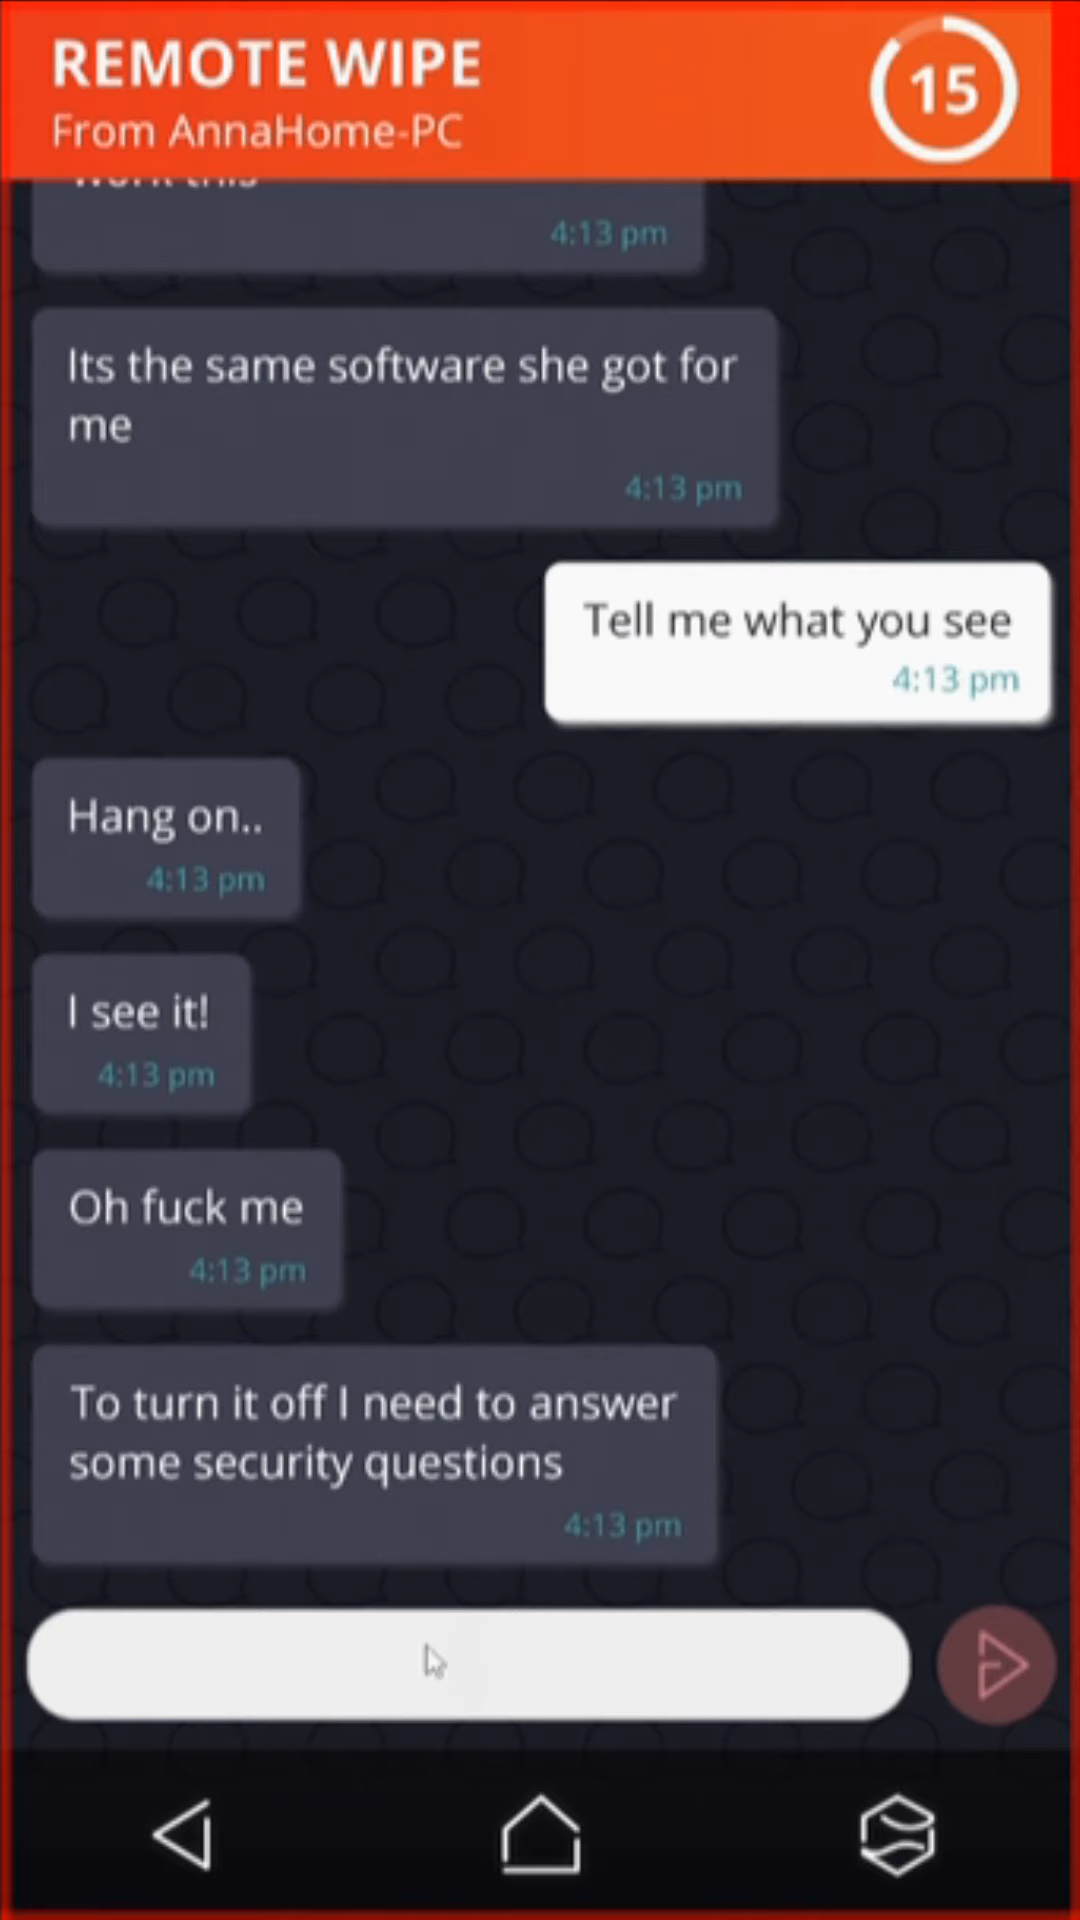 REMOTE WIPE
From AnnaHome-PC
15
work this
4:13 pm
Its the same software she got for
me
4:13 pm
Tell me what you see
4:13 pm
Hang on..
4:13 pm
I see it!
4:13 pm
Oh fuck me
4:13 pm
To turn it off I need to answer
some security questions
4:13 pm